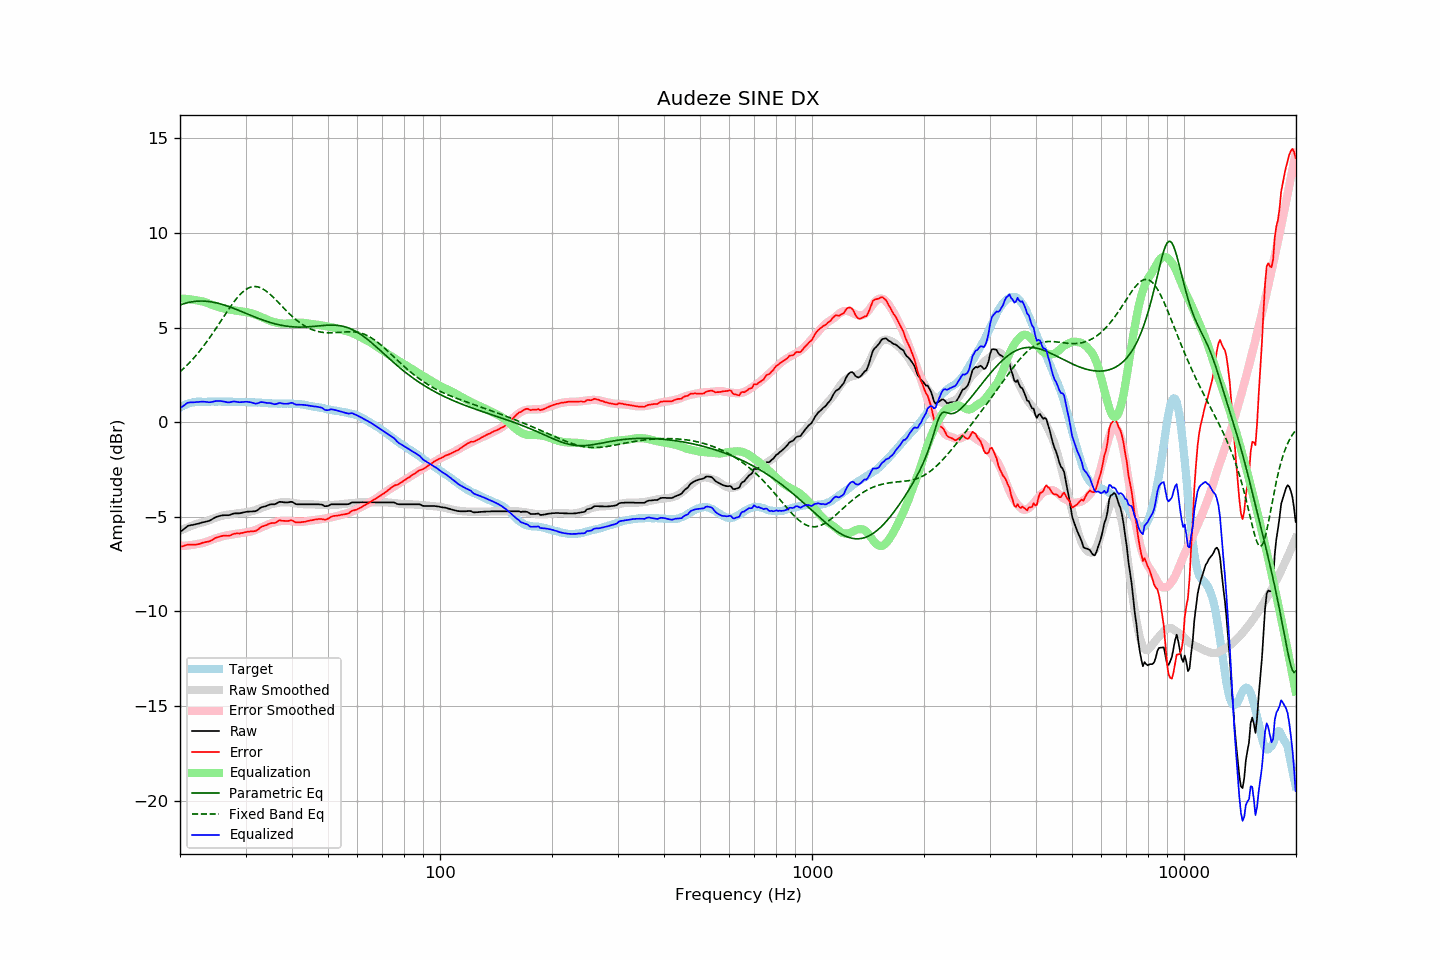 Audeze SINE DX
15
10
5
0
−5
−10
−15
−20
Amplitude (dBr)
Target
Raw Smoothed
Error Smoothed
Raw
Error
Equalization
Parametric Eq
Fixed Band Eq
Equalized
100
1000
10000
Frequency (Hz)